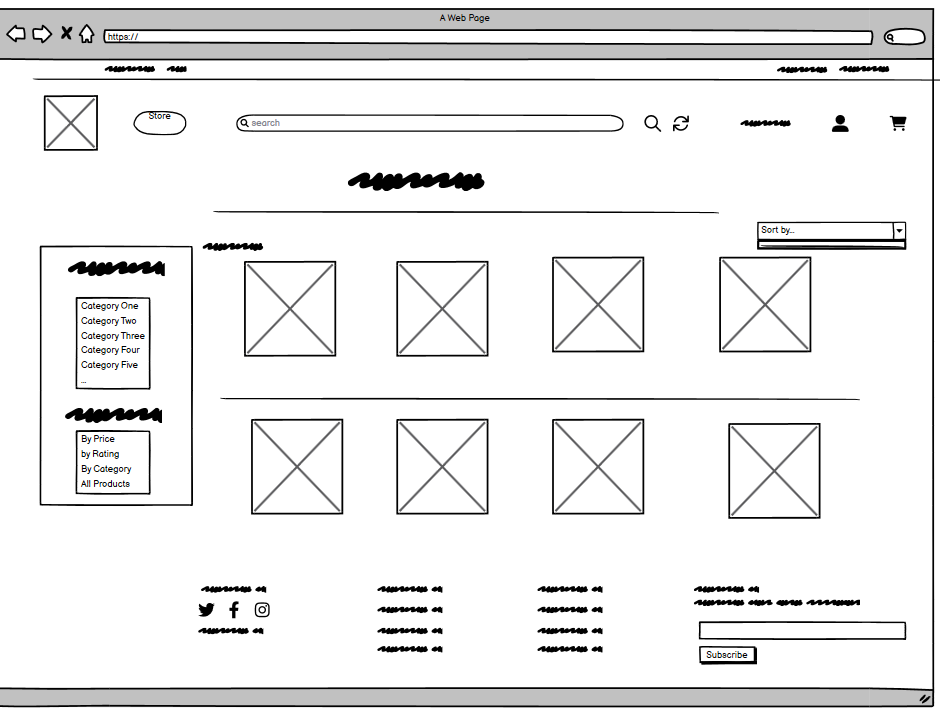 A Web Page
https://
Store
search
Sort by...
Category One
Category Two
Category Three
Category Four
Category Five
...
By Price
by Rating
By Category
All Products
Subscribe